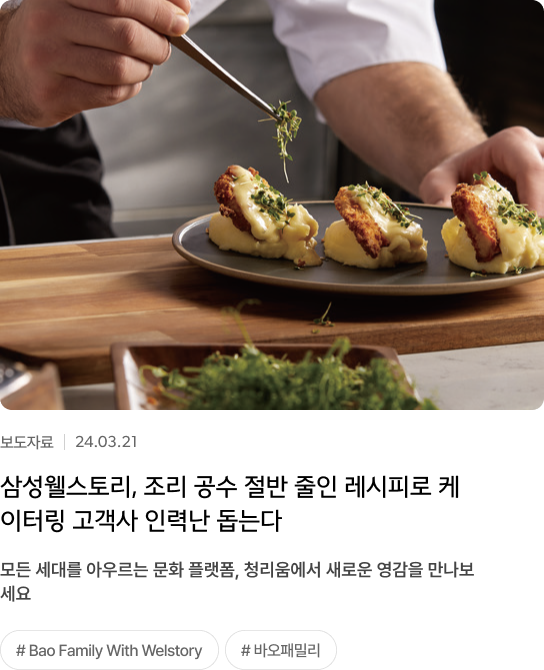 보도자료 | 24.03.21
삼성웰스토리, 조리 공수 절반 줄인 레시피로 케
이터링 고객사 인력난 돕는다
모든 세대를 아우르는 문화 플랫폼, 청리움에서 새로운 영감을 만나보
세요
# Bao Family With Welstory # 바오패밀리